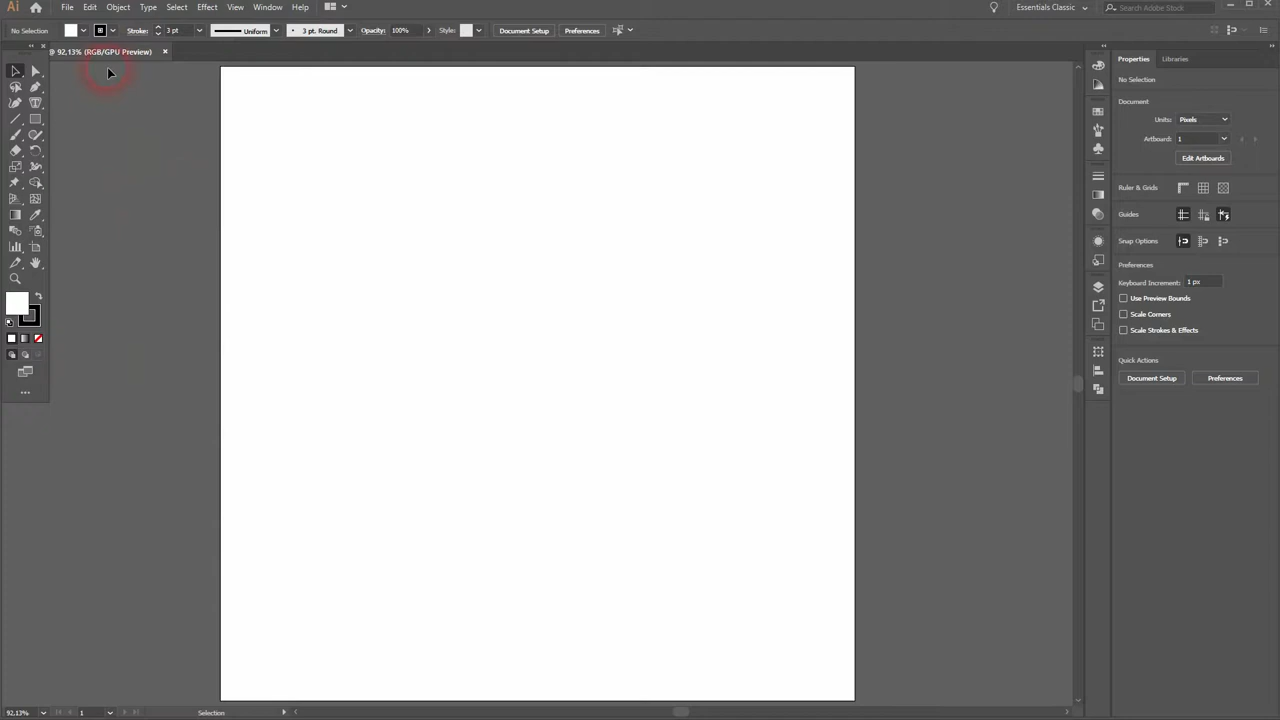 Ai File Edit Object Type Select Effect View Window Help Essentials Classic Search Adobe Stock
No Selection Stroke: 3 pt Uniform 3 pt. Round Opacity: 100% Style: Document Setup Preferences
@ 92,13% (RGB/GPU Preview)
Properties Libraries
No Selection
Document
Units: Pixels
Artboard: 1
Edit Artboards
Ruler & Grids
Guides
Snap Options
Preferences
Keyboard Increment: 1 px
Use Preview Bounds
Scale Corners
Scale Strokes & Effects
Quick Actions
Document Setup Preferences
92,13% 1 Selection